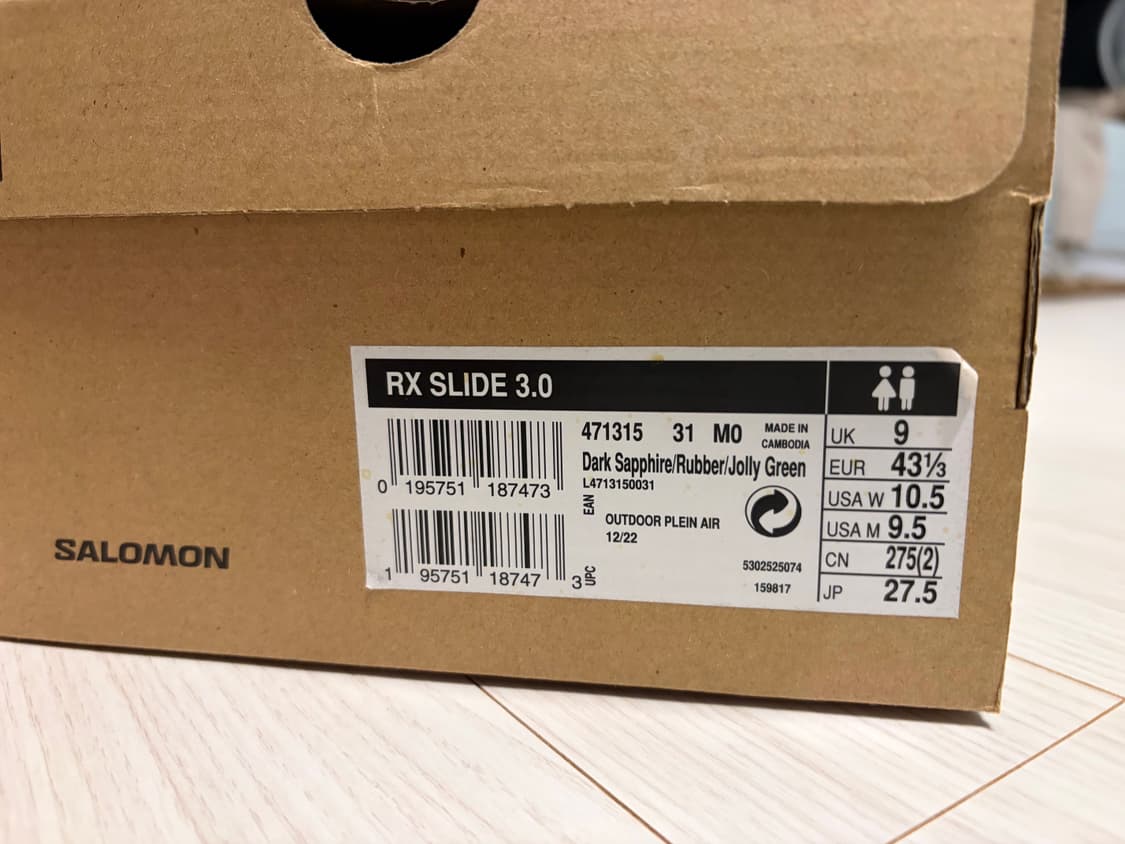 RX SLIDE 3.0
471315 31 M0 MADE IN CAMBODIA
Dark Sapphire/Rubber/Jolly Green
L4713150031
0 195751 187473
EAN
OUTDOOR PLEIN AIR
12/22
1 95751 18747 3
UPC
5302525074
159817
UK 9
EUR 43⅓
USA W 10.5
USA M 9.5
CN 275(2)
JP 27.5
SALOMON